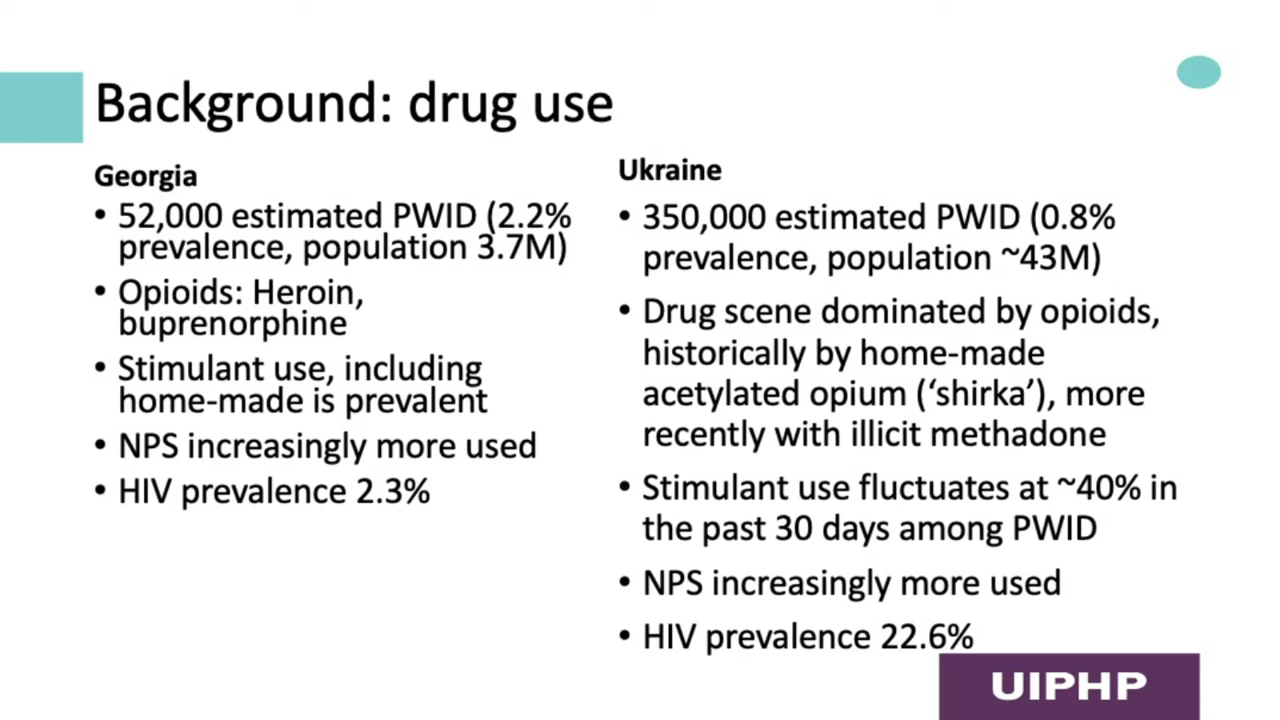 Background: drug use
Georgia
• 52,000 estimated PWID (2.2%
prevalence, population 3.7M)
• Opioids: Heroin,
buprenorphine
• Stimulant use, including
home-made is prevalent
• NPS increasingly more used
• HIV prevalence 2.3%
Ukraine
• 350,000 estimated PWID (0.8%
prevalence, population ~43M)
• Drug scene dominated by opioids,
historically by home-made
acetylated opium (‘shirka’), more
recently with illicit methadone
• Stimulant use fluctuates at ~40% in
the past 30 days among PWID
• NPS increasingly more used
• HIV prevalence 22.6%
UIPHP